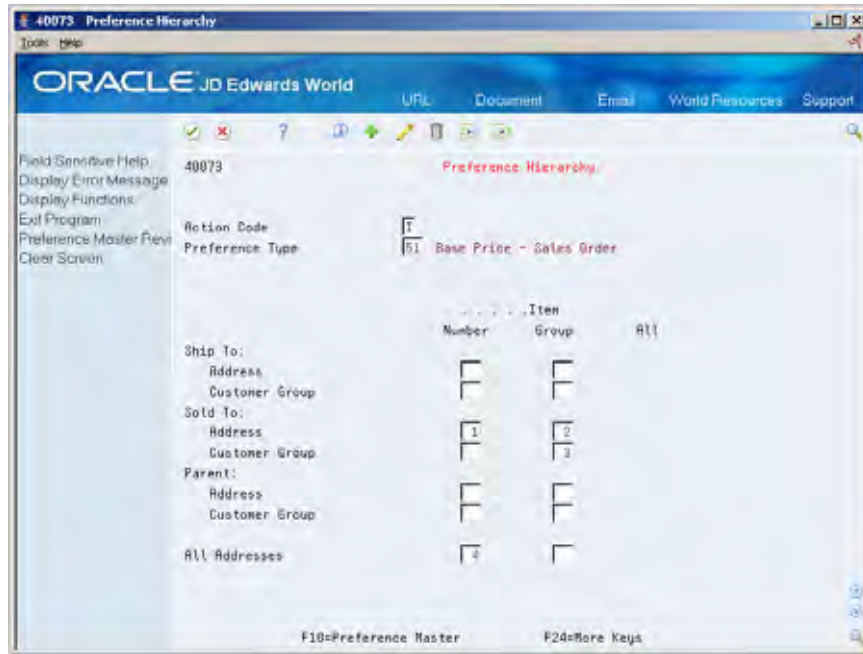 40073 Preference Hierarchy
Tools Help
ORACLE JD Edwards World
URL Document Email World Resources Support
Field Sensitive Help
Display Error Message
Display Functions
Exit Program
Preference Master Revi
Clear Screen
40073 Preference Hierarchy
Action Code I
Preference Type 51 Base Price - Sales Order
. . . . . .Item
Number Group All
Ship To:
Address
Customer Group
Sold To:
Address 1 2
Customer Group 3
Parent:
Address
Customer Group
All Addresses 4
F10=Preference Master F24=More Keys